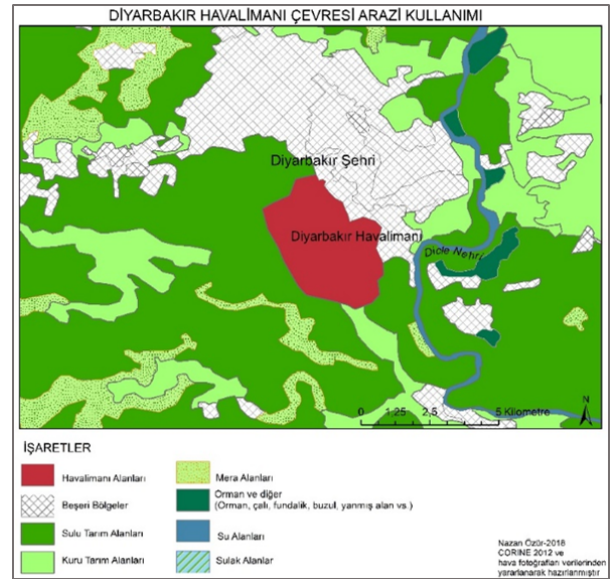 DİYARBAKIR HAVALİMANI ÇEVRESİ ARAZİ KULLANIMI
Diyarbakır Şehri
Diyarbakır Havalimanı
Dicle Nehri
0 1,25 2,5 5 Kilometre
N
İŞARETLER
Havalimanı Alanları
Beşeri Bölgeler
Sulu Tarım Alanları
Kuru Tarım Alanları
Mera Alanları
Orman ve diğer
(Orman, çalı, fundalık, buzul, yanmış alan vs.)
Su Alanları
Sulak Alanlar
Nazan Özür-2018
CORINE 2012 ve
hava fotoğrafları verilerinden
yararlanarak hazırlanmıştır